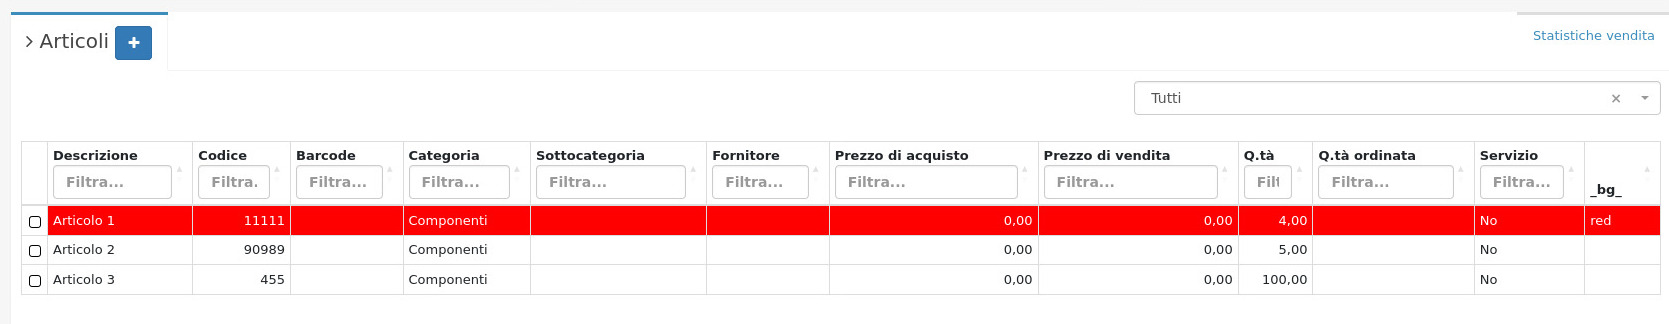 Articoli
Statistiche vendita
Tutti
Descrizione Codice Barcode Categoria Sottocategoria Fornitore Prezzo di acquisto Prezzo di vendita Q.tà Q.tà ordinata Servizio _bg_
Filtra... Filtra. Filtra... Filtra... Filtra... Filtra... Filtra... Filtra... Filt Filtra... Filtra...
Articolo 1 11111 Componenti 0,00 0,00 4,00 No red
Articolo 2 90989 Componenti 0,00 0,00 5,00 No
Articolo 3 455 Componenti 0,00 0,00 100,00 No